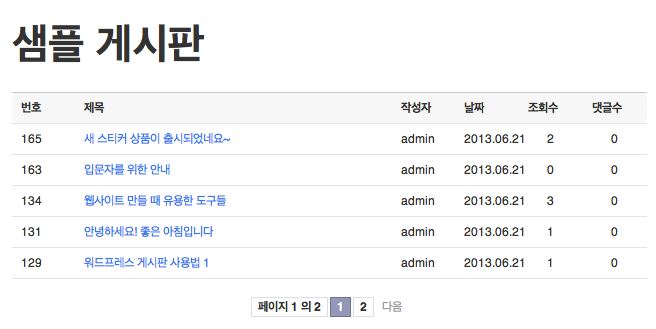 샘플 게시판
번호 제목 작성자 날짜 조회수 댓글수
165 새 스티커 상품이 출시되었네요~ admin 2013.06.21 2 0
163 입문자를 위한 안내 admin 2013.06.21 0 0
134 웹사이트 만들 때 유용한 도구들 admin 2013.06.21 3 0
131 안녕하세요! 좋은 아침입니다 admin 2013.06.21 1 0
129 워드프레스 게시판 사용법 1 admin 2013.06.21 1 0
페이지 1 의 2 1 2 다음